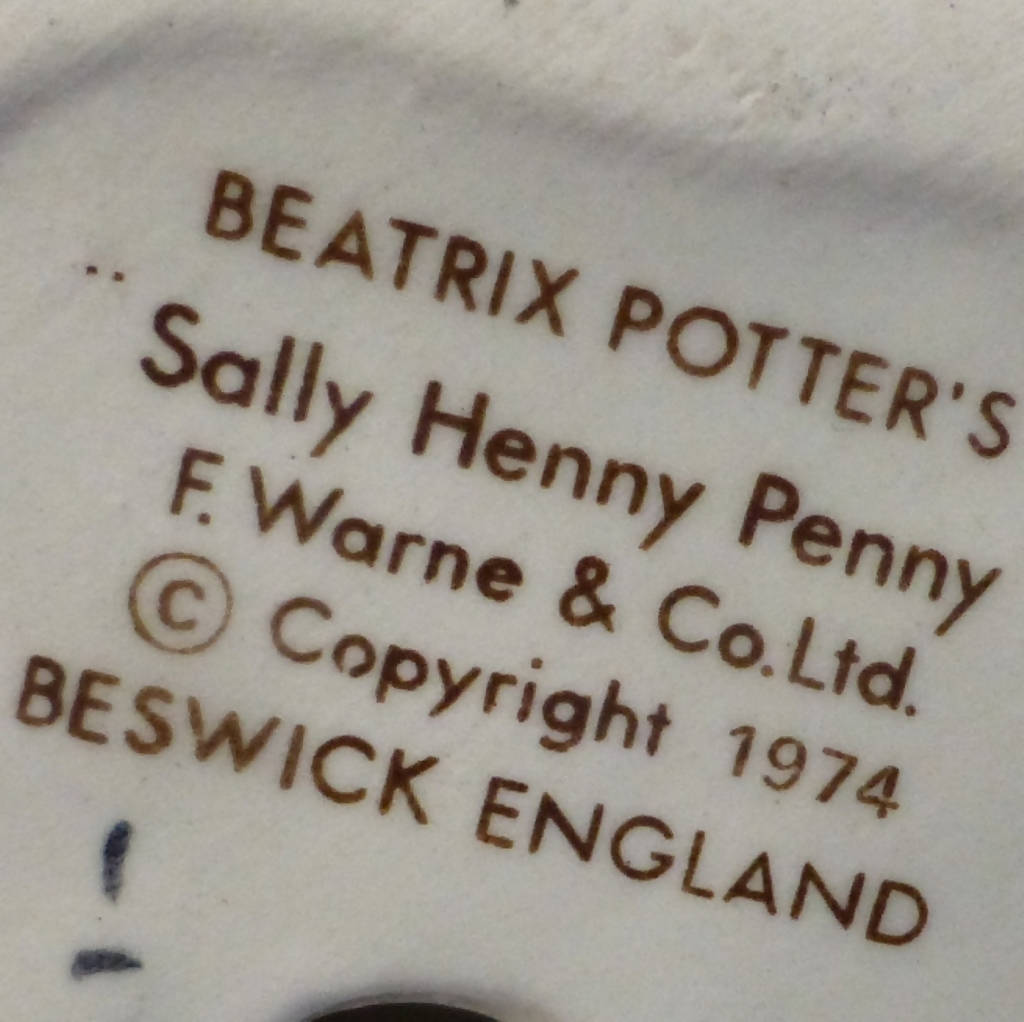 BEATRIX POTTER'S
Sally Henny Penny
F. Warne & Co.Ltd.
© Copyright 1974
BESWICK ENGLAND